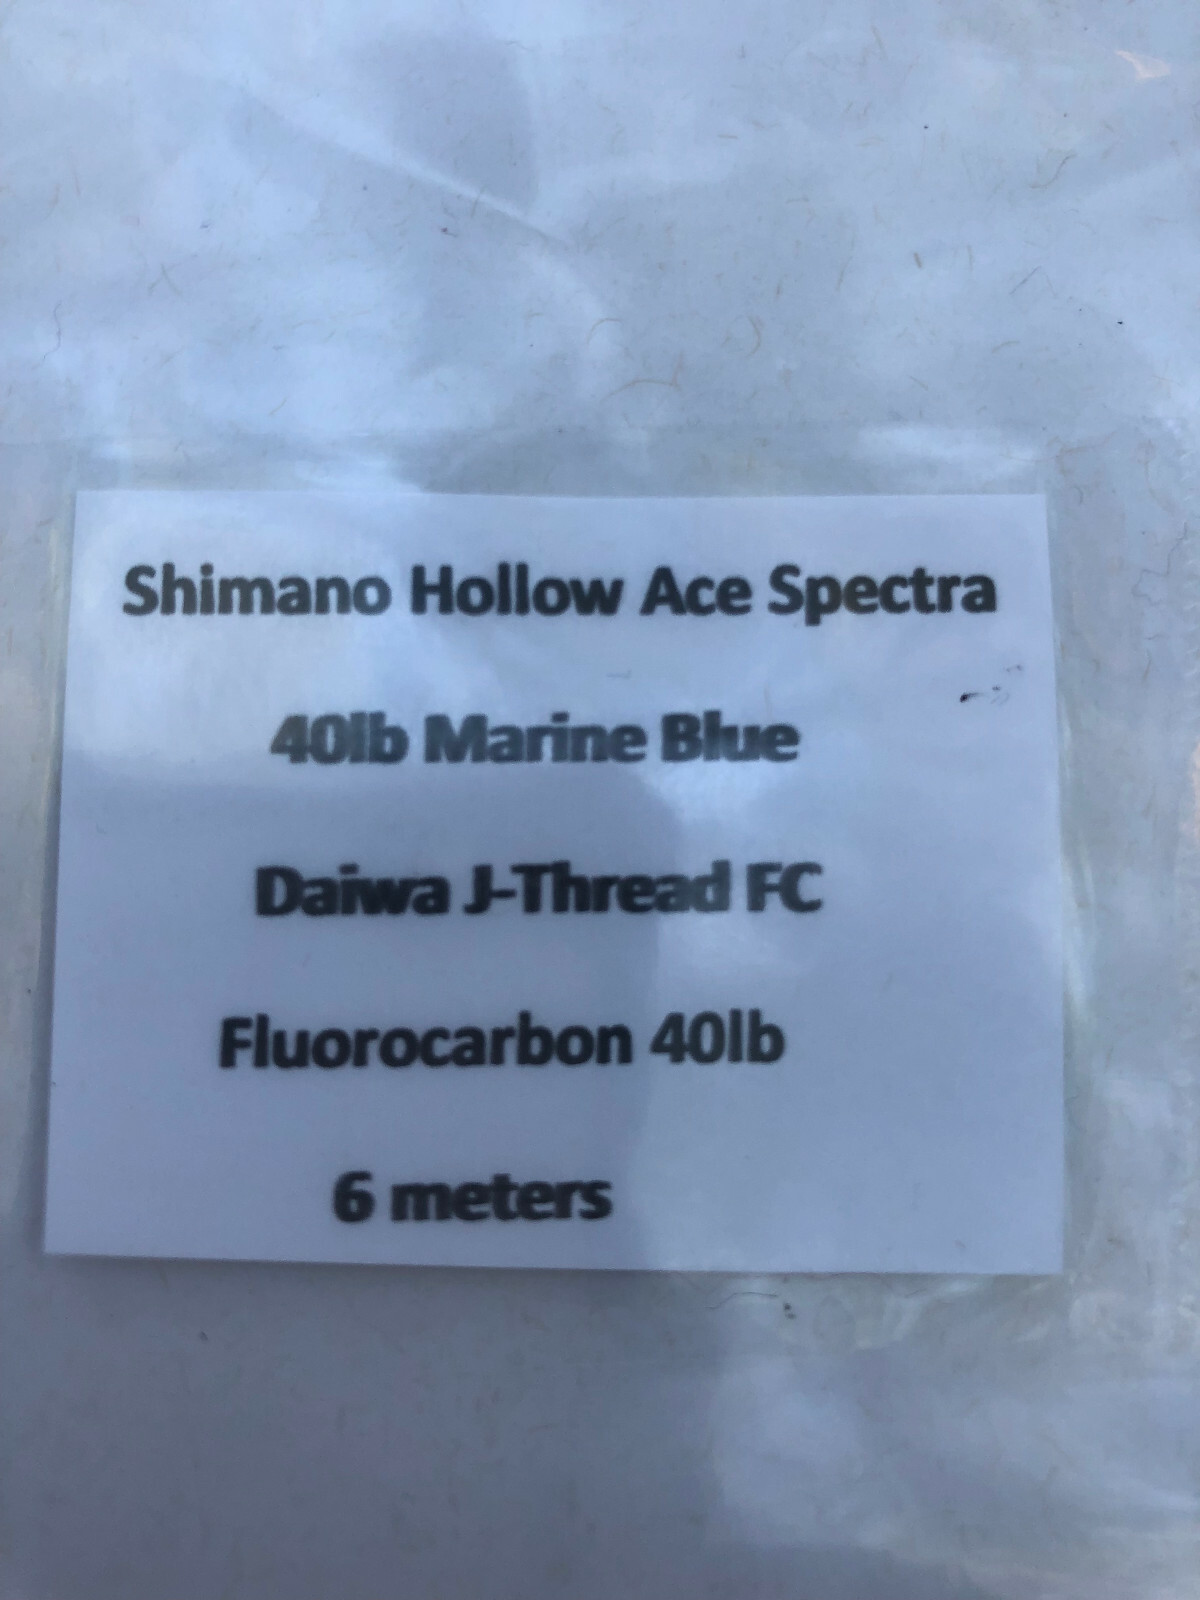 Shimano Hollow Ace Spectra
40lb Marine Blue
Daiwa J-Thread FC
Fluorocarbon 40lb
6 meters